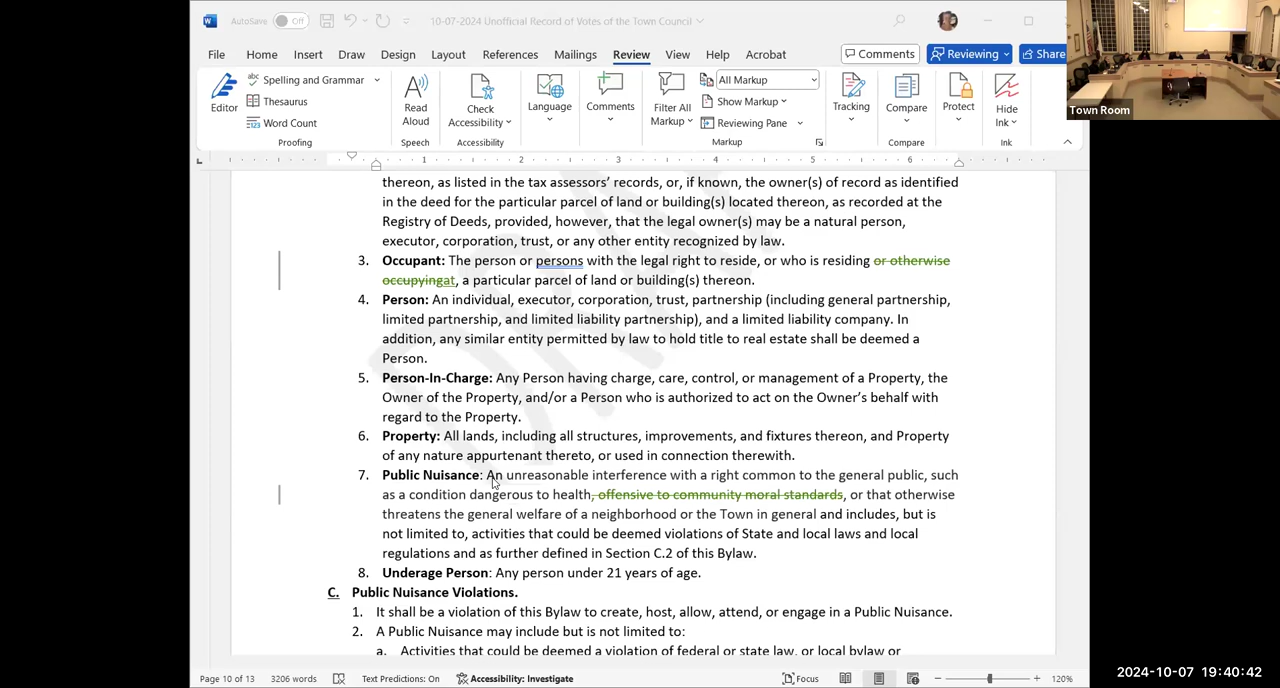 AutoSave Off 10-07-2024 Unofficial Record of Votes of the Town Council
File Home Insert Draw Design Layout References Mailings Review View Help Acrobat Comments Reviewing Share
Editor
abc Spelling and Grammar
Thesaurus
123 Word Count
Proofing
Read Aloud
Speech
Check Accessibility
Accessibility
Language
Comments
Filter All Markup
All Markup
Show Markup
Reviewing Pane
Markup
Tracking
Compare
Compare
Protect
Hide Ink
Ink
Town Room
1 2 3 4 5 6
thereon, as listed in the tax assessors’ records, or, if known, the owner(s) of record as identified
in the deed for the particular parcel of land or building(s) located thereon, as recorded at the
Registry of Deeds, provided, however, that the legal owner(s) may be a natural person,
executor, corporation, trust, or any other entity recognized by law.
3. Occupant: The person or persons with the legal right to reside, or who is residing or otherwise
occupyingat, a particular parcel of land or building(s) thereon.
4. Person: An individual, executor, corporation, trust, partnership (including general partnership,
limited partnership, and limited liability partnership), and a limited liability company. In
addition, any similar entity permitted by law to hold title to real estate shall be deemed a
Person.
5. Person-In-Charge: Any Person having charge, care, control, or management of a Property, the
Owner of the Property, and/or a Person who is authorized to act on the Owner’s behalf with
regard to the Property.
6. Property: All lands, including all structures, improvements, and fixtures thereon, and Property
of any nature appurtenant thereto, or used in connection therewith.
7. Public Nuisance: An unreasonable interference with a right common to the general public, such
as a condition dangerous to health, offensive to community moral standards, or that otherwise
threatens the general welfare of a neighborhood or the Town in general and includes, but is
not limited to, activities that could be deemed violations of State and local laws and local
regulations and as further defined in Section C.2 of this Bylaw.
8. Underage Person: Any person under 21 years of age.
C. Public Nuisance Violations.
1. It shall be a violation of this Bylaw to create, host, allow, attend, or engage in a Public Nuisance.
2. A Public Nuisance may include but is not limited to:
a. Activities that could be deemed a violation of federal or state law, or local bylaw or
Page 10 of 13 3206 words Text Predictions: On Accessibility: Investigate Focus 120%
2024-10-07 19:40:42
DRAFT